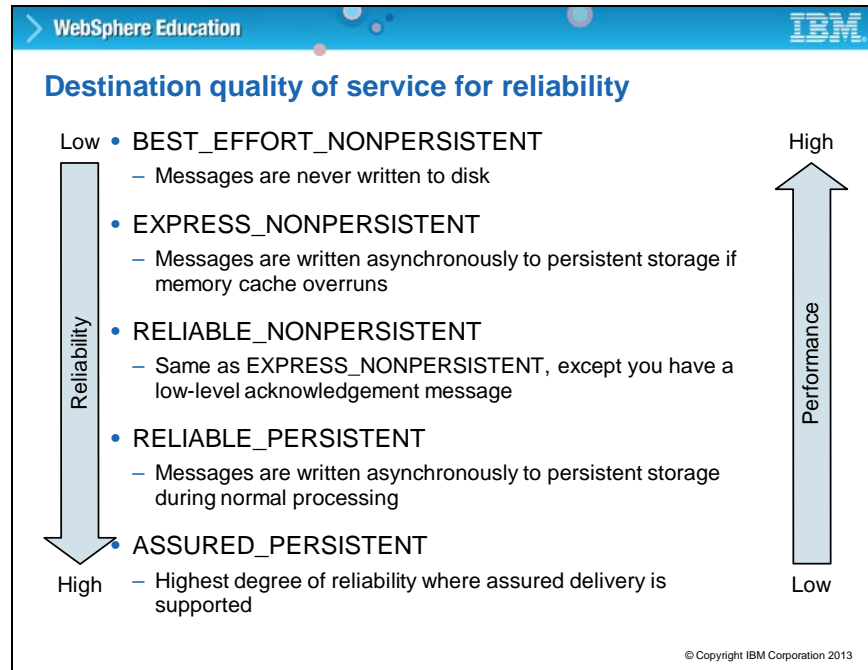 WebSphere Education
IBM.
Destination quality of service for reliability
Low
High
• BEST_EFFORT_NONPERSISTENT
– Messages are never written to disk
• EXPRESS_NONPERSISTENT
– Messages are written asynchronously to persistent storage if
memory cache overruns
• RELIABLE_NONPERSISTENT
– Same as EXPRESS_NONPERSISTENT, except you have a
low-level acknowledgement message
• RELIABLE_PERSISTENT
– Messages are written asynchronously to persistent storage
during normal processing
• ASSURED_PERSISTENT
– Highest degree of reliability where assured delivery is
supported
Reliability
Performance
High
Low
© Copyright IBM Corporation 2013